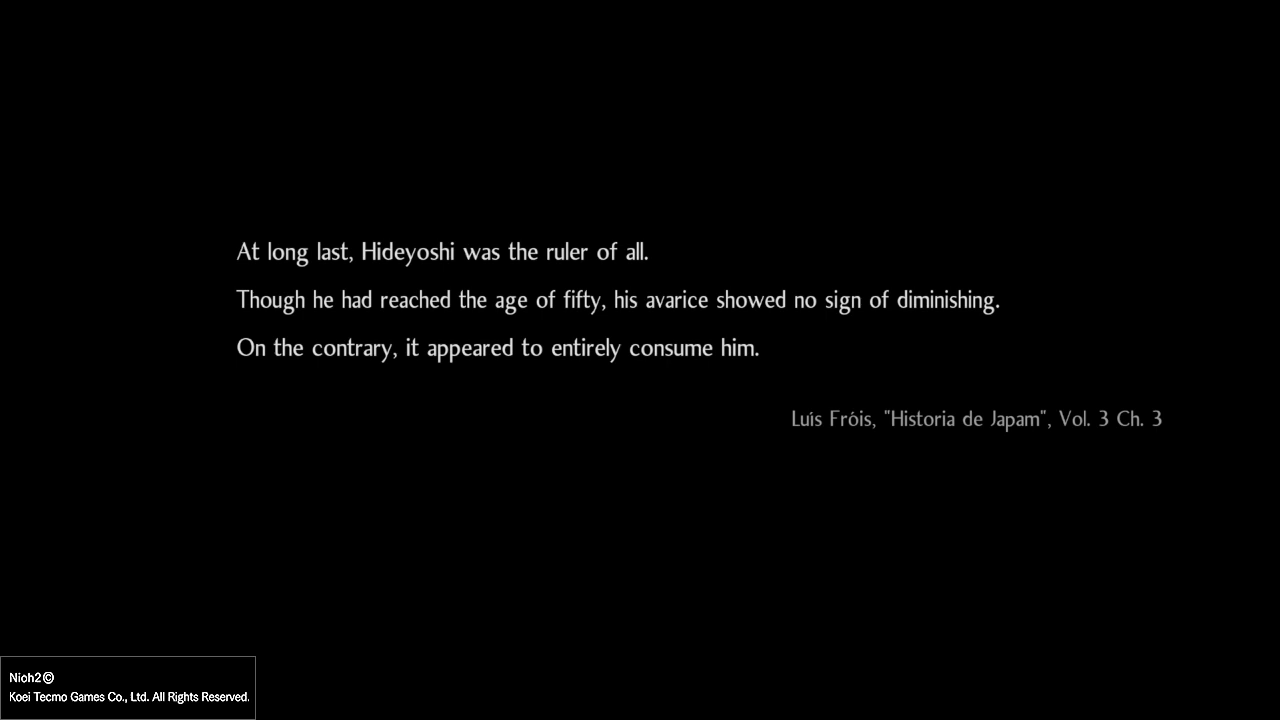 At long last, Hideyoshi was the ruler of all.
Though he had reached the age of fifty, his avarice showed no sign of diminishing.
On the contrary, it appeared to entirely consume him.
Luís Fróis, "Historia de Japam", Vol. 3 Ch. 3
Nioh2©
Koei Tecmo Games Co., Ltd. All Rights Reserved.